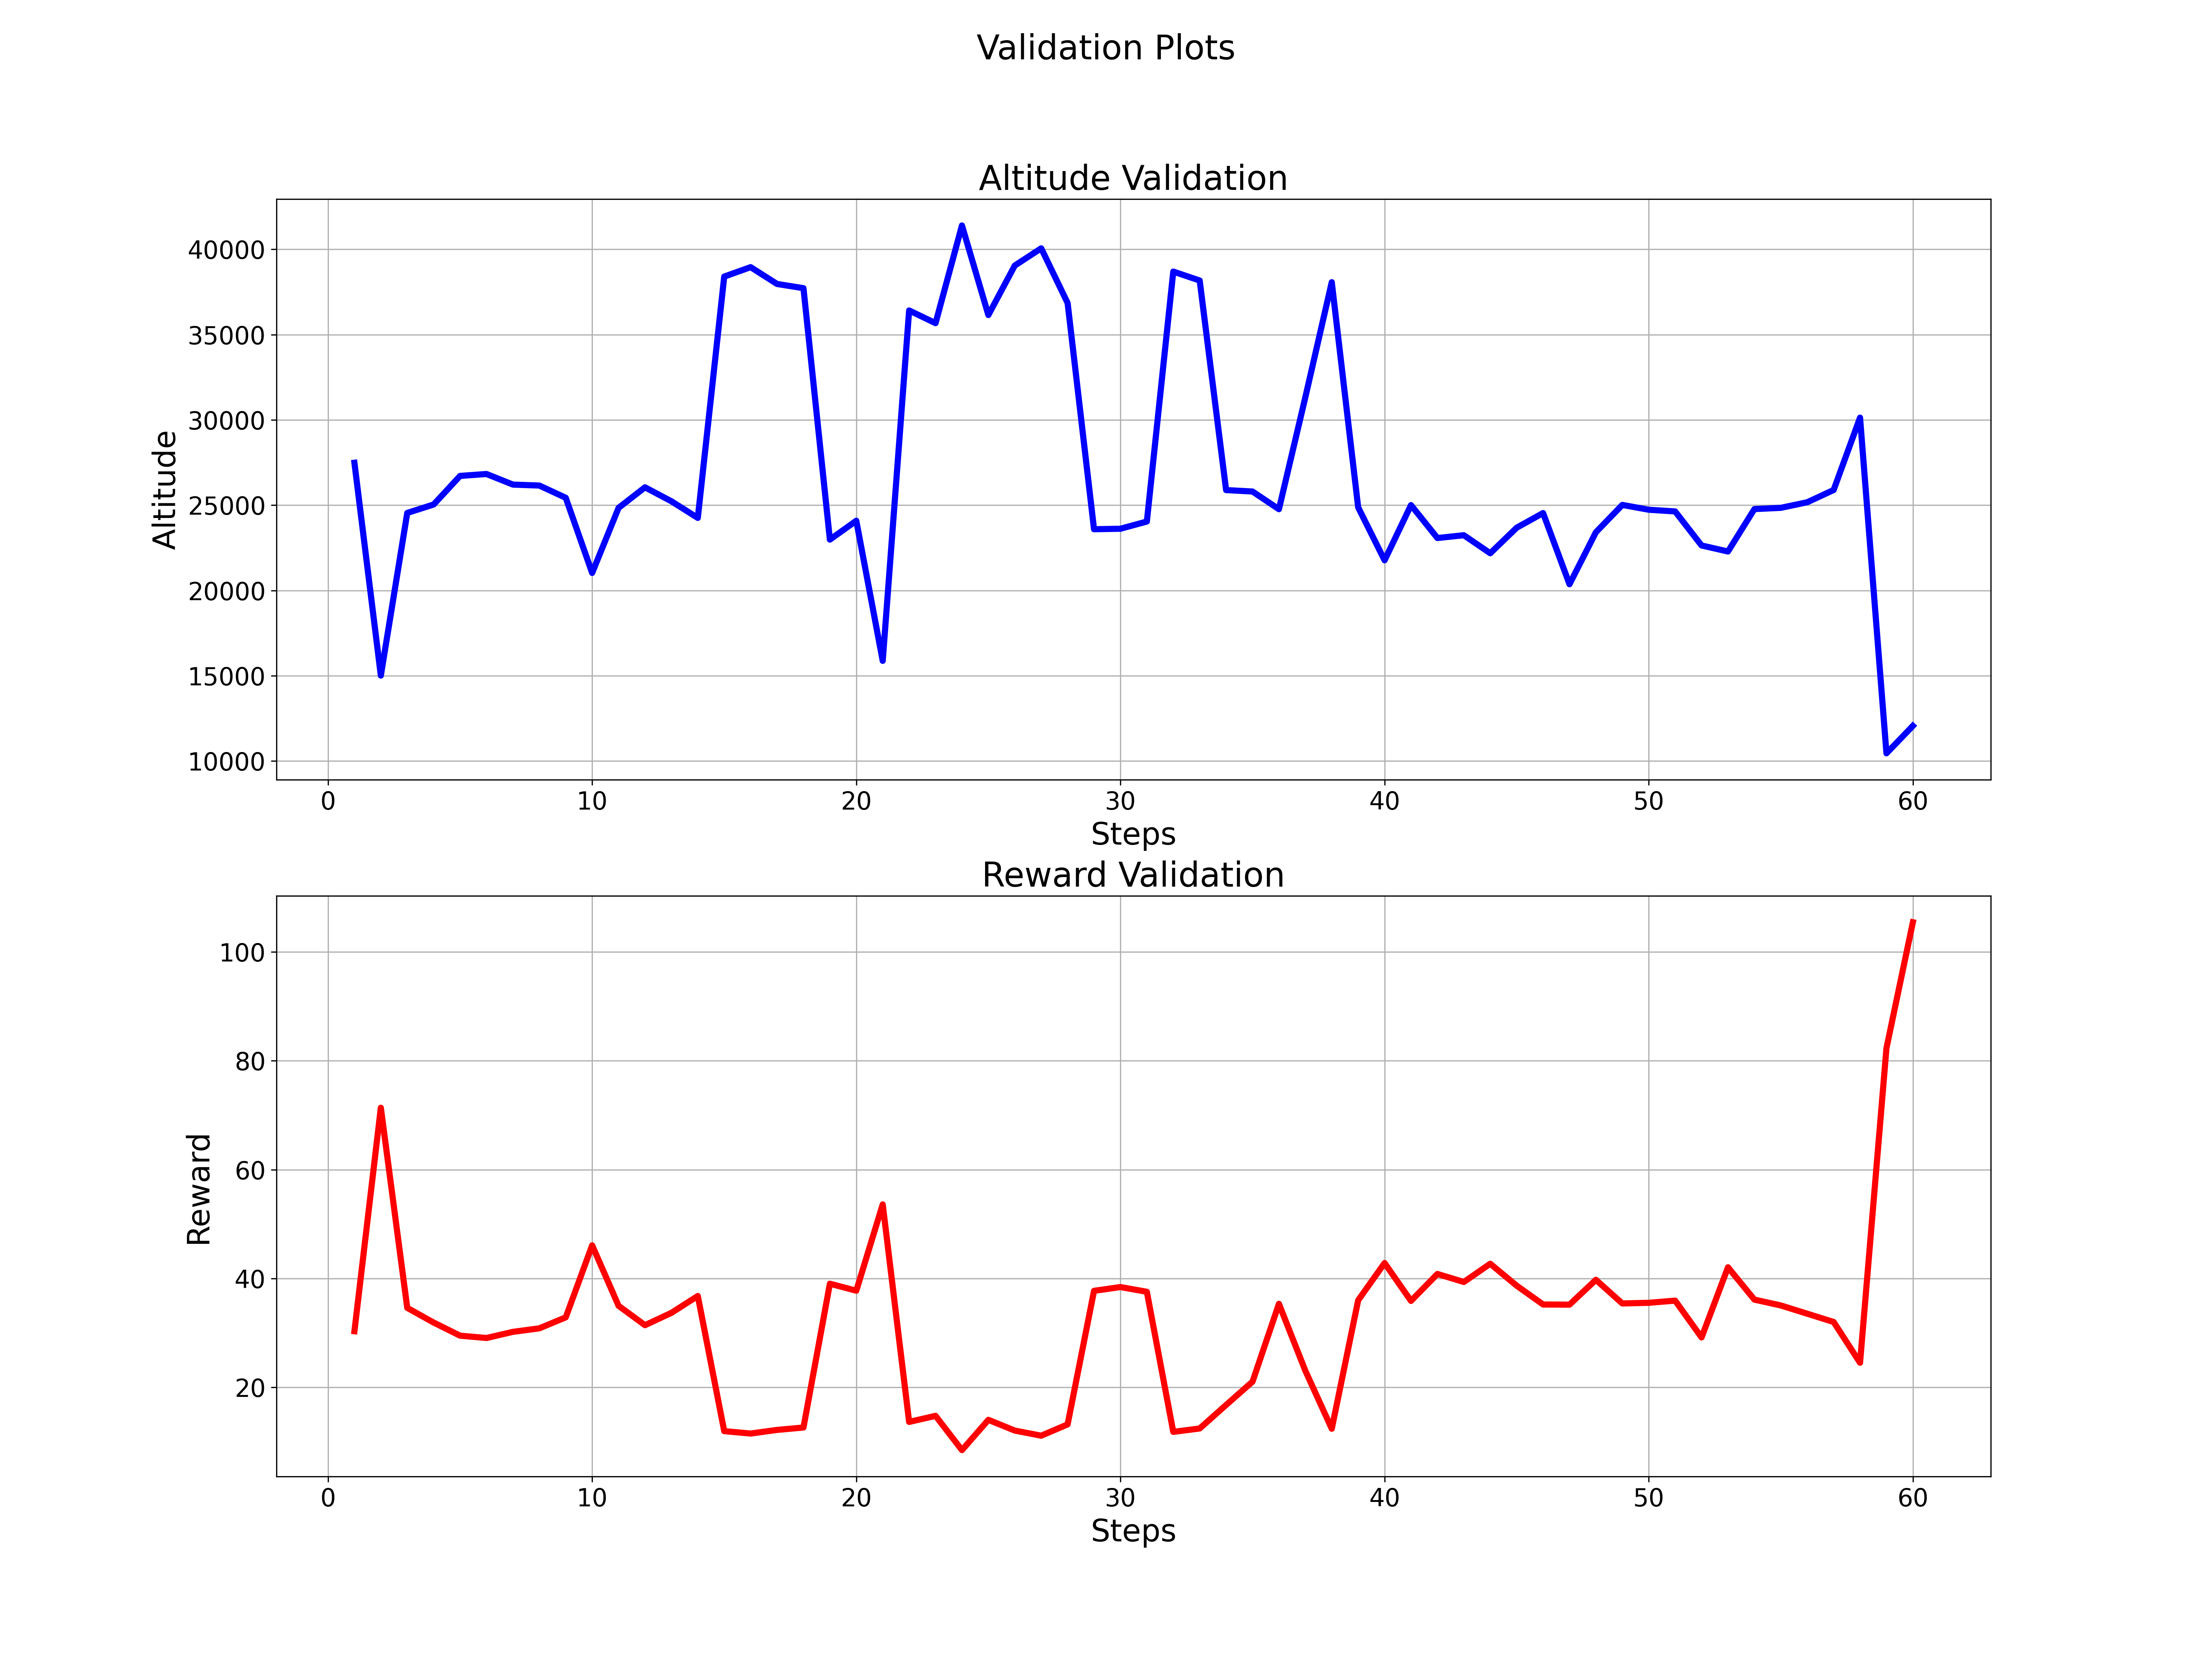 Validation Plots
Altitude Validation
40000
35000
30000
25000
20000
15000
10000
Altitude
0 10 20 30 40 50 60
Steps
Reward Validation
100
80
60
40
20
Reward
0 10 20 30 40 50 60
Steps